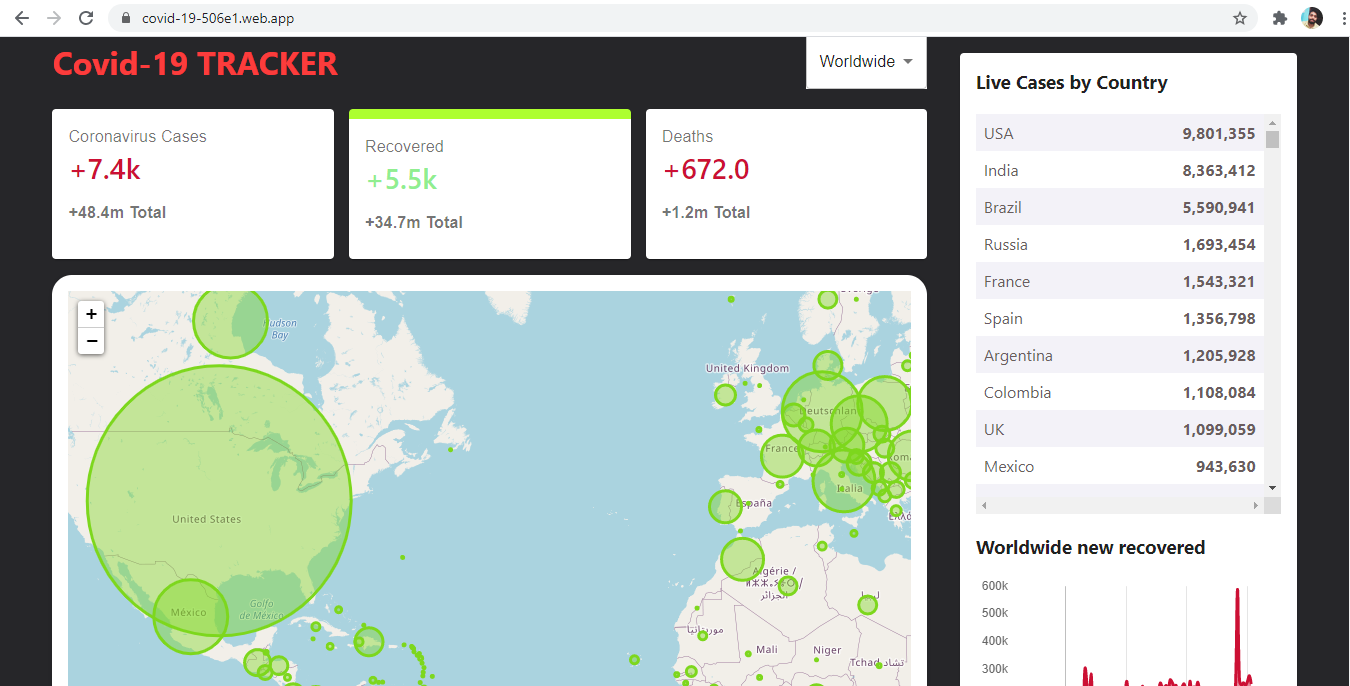 covid-19-506e1.web.app
Covid-19 TRACKER
Worldwide
Coronavirus Cases
+7.4k
+48.4m Total
Recovered
+5.5k
+34.7m Total
Deaths
+672.0
+1.2m Total
+
−
Hudson
Bay
United States
México
Golfo
de México
United Kingdom
Deutschland
France
España
Italia
Algérie /
الجزائر
موريتانيا
Mali
Niger
Tchad تشاد
Live Cases by Country
USA 9,801,355
India 8,363,412
Brazil 5,590,941
Russia 1,693,454
France 1,543,321
Spain 1,356,798
Argentina 1,205,928
Colombia 1,108,084
UK 1,099,059
Mexico 943,630
Worldwide new recovered
600k
500k
400k
300k